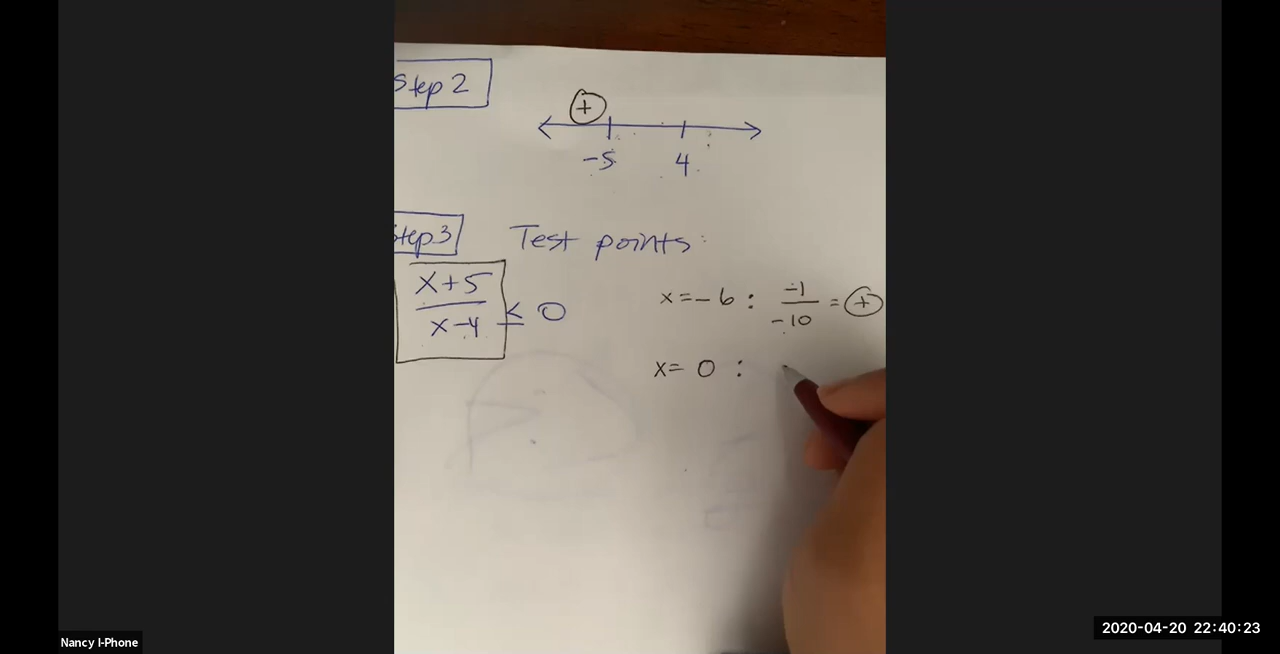 Step 2
+
-5 4
Step 3 Test points:
x+5
x-4
≤ 0
x=-6 : -1/-10 = +
x= 0 :
Nancy I-Phone
2020-04-20 22:40:23